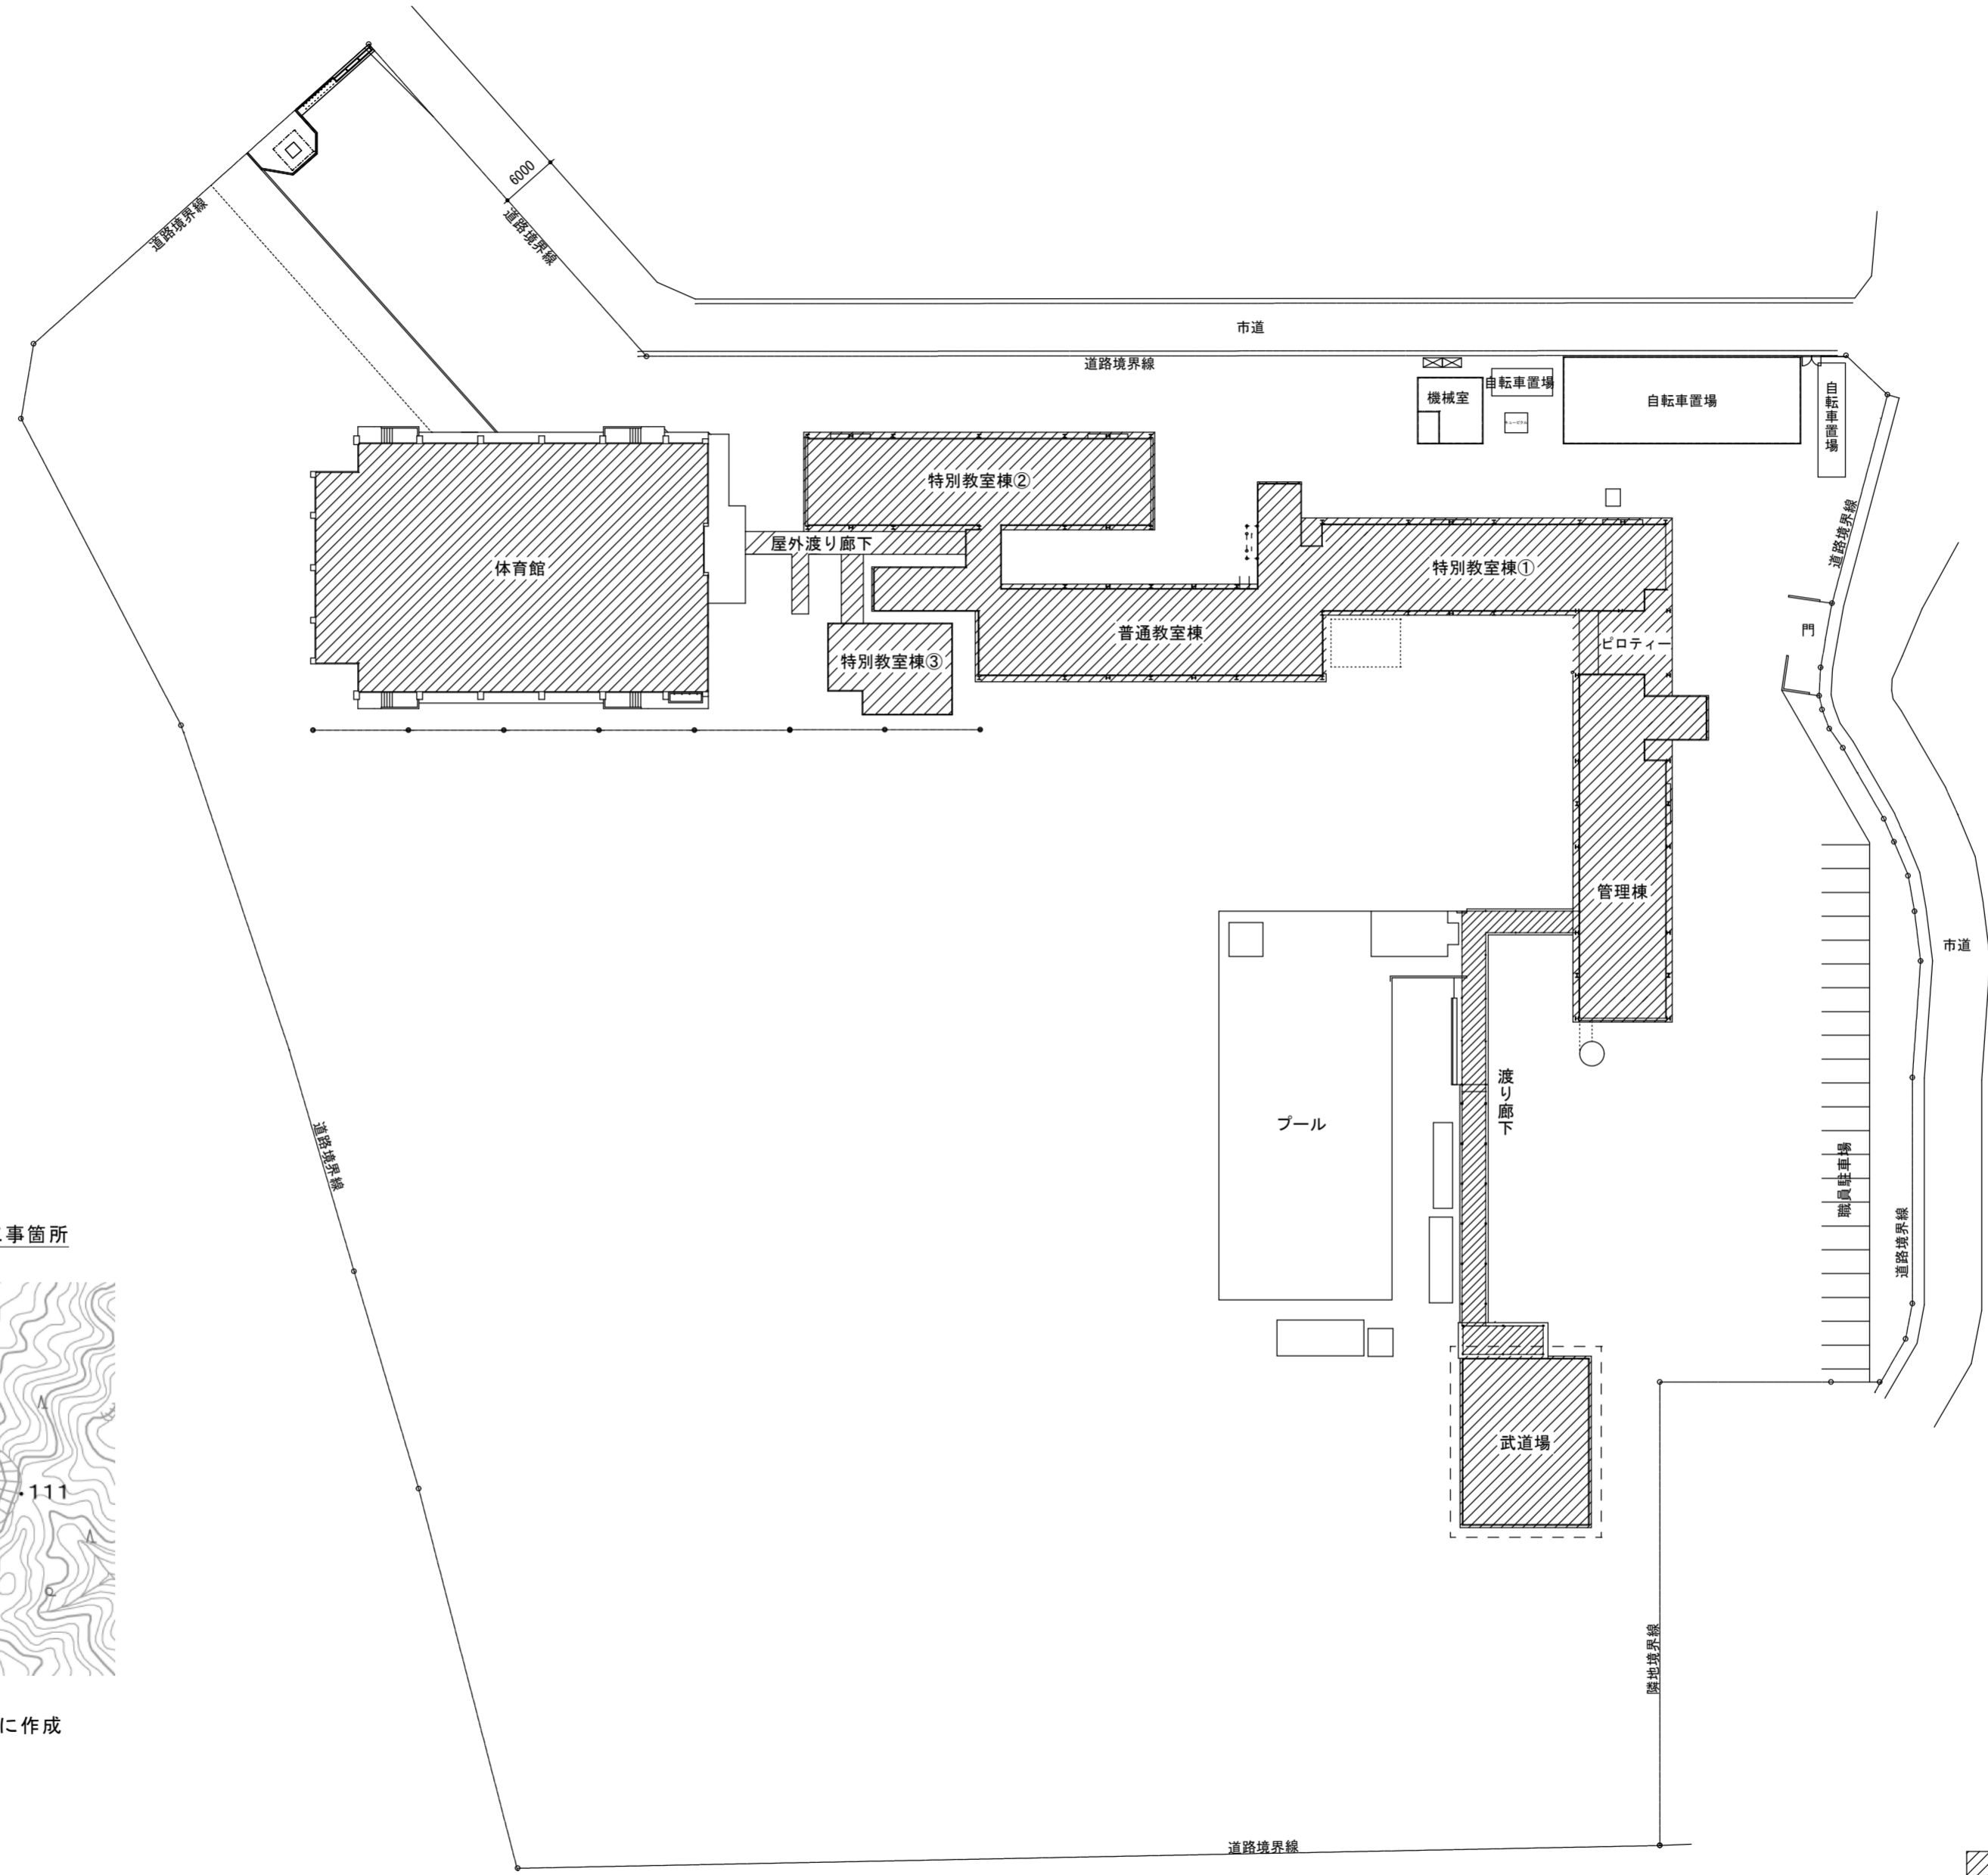 6000
道路境界線
道路境界線
市道
道路境界線
機械室
自転車置場
自転車置場
自転車置場
特別教室棟②
屋外渡り廊下
体育館
特別教室棟①
道路境界線
普通教室棟
特別教室棟③
ピロティー
門
管理棟
市道
プール
渡り廊下
職員駐車場
道路境界線
道路境界線
事箇所
・111
武道場
隣地境界線
に作成
道路境界線